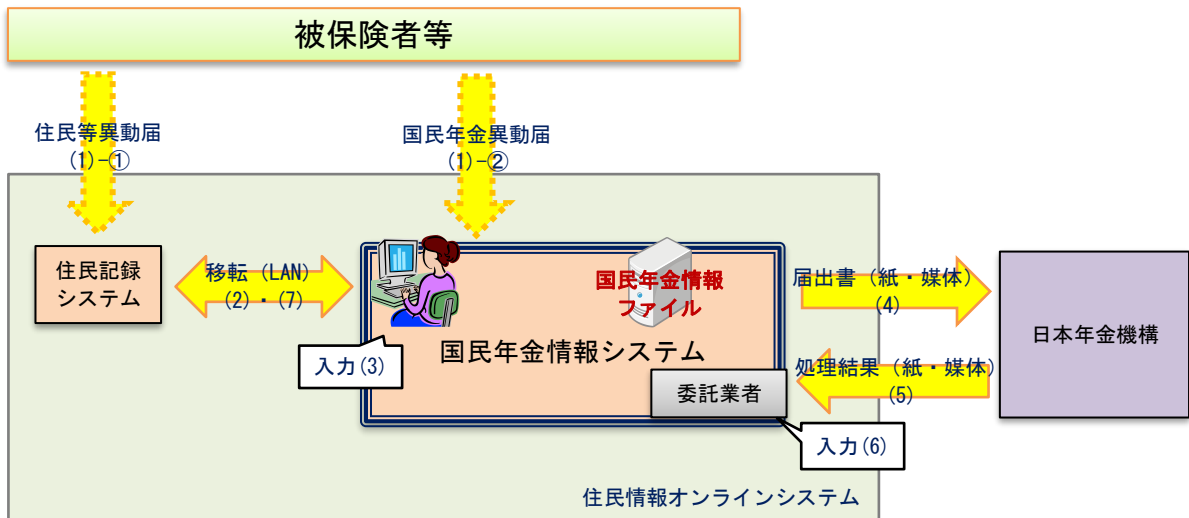 被保険者等
住民等異動届
(1)-①
国民年金異動届
(1)-②
住民記録
システム
移転（LAN）
(2)・(7)
国民年金情報
ファイル
届出書（紙・媒体）
(4)
日本年金機構
入力(3)
国民年金情報システム
処理結果（紙・媒体）
(5)
委託業者
入力(6)
住民情報オンラインシステム